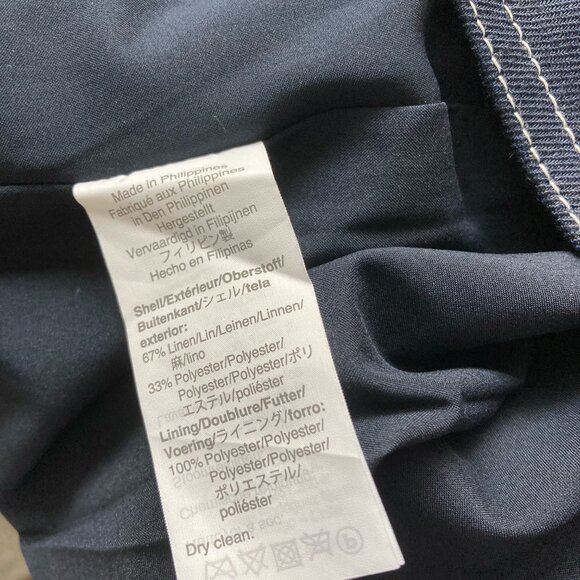 Made in Philippines
Fabriqué aux Philippines
in Den Philippinen
Hergestellt
Vervaardigd in Filipijnen
フィリピン製
Hecho en Filipinas
Shell/Extérieur/Oberstoff/
Buitenkant/シェル/tela
exterior:
67% Linen/Lin/Leinen/Linnen/
麻/lino
33% Polyester/Polyester/
Polyester/Polyester/ポリ
エステル/poliéster
Lining/Doublure/Futter/
Voering/ライニング/forro:
100% Polyester/Polyester/
Polyester/Polyester/
ポリエステル/
poliéster
Dry clean: